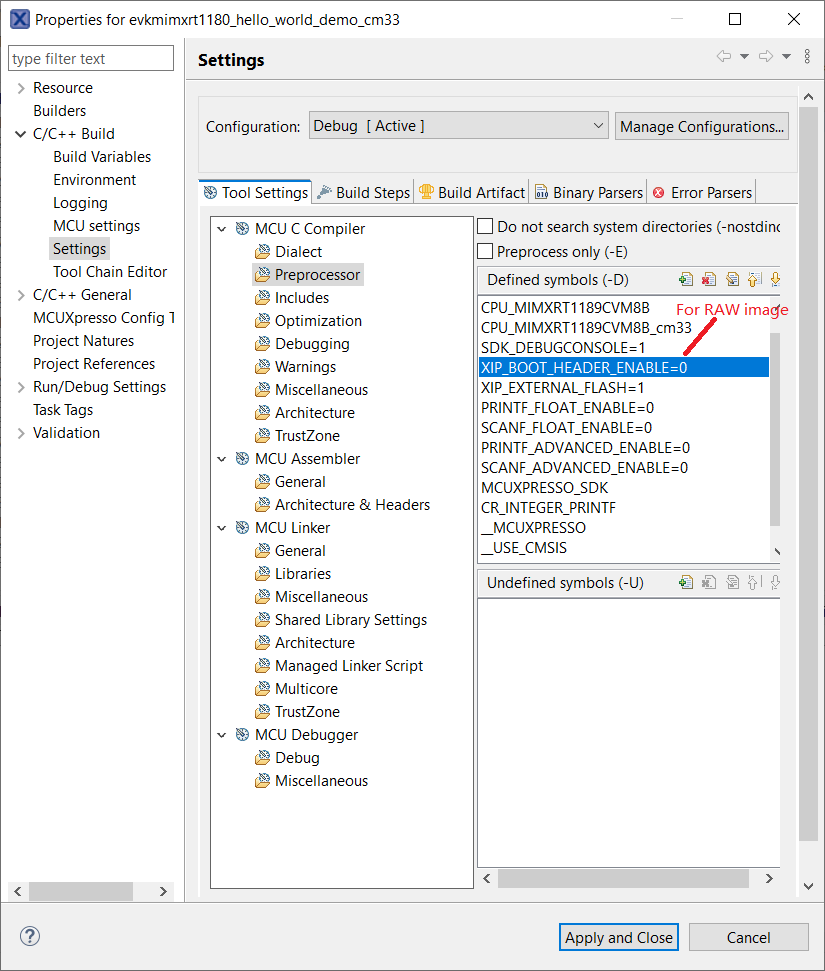 Properties for evkmimxrt1180_hello_world_demo_cm33
type filter text
Resource
Builders
C/C++ Build
Build Variables
Environment
Logging
MCU settings
Settings
Tool Chain Editor
C/C++ General
MCUXpresso Config T
Project Natures
Project References
Run/Debug Settings
Task Tags
Validation
Settings
Configuration:
Debug [ Active ]
Manage Configurations...
Tool Settings
Build Steps
Build Artifact
Binary Parsers
Error Parsers
MCU C Compiler
Dialect
Preprocessor
Includes
Optimization
Debugging
Warnings
Miscellaneous
Architecture
TrustZone
MCU Assembler
General
Architecture & Headers
MCU Linker
General
Libraries
Miscellaneous
Shared Library Settings
Architecture
Managed Linker Script
Multicore
TrustZone
MCU Debugger
Debug
Miscellaneous
Do not search system directories (-nostdinc
Preprocess only (-E)
Defined symbols (-D)
CPU_MIMXRT1189CVM8B
For RAW image
CPU_MIMXRT1189CVM8B_cm33
SDK_DEBUGCONSOLE=1
XIP_BOOT_HEADER_ENABLE=0
XIP_EXTERNAL_FLASH=1
PRINTF_FLOAT_ENABLE=0
SCANF_FLOAT_ENABLE=0
PRINTF_ADVANCED_ENABLE=0
SCANF_ADVANCED_ENABLE=0
MCUXPRESSO_SDK
CR_INTEGER_PRINTF
__MCUXPRESSO
__USE_CMSIS
Undefined symbols (-U)
Apply and Close
Cancel